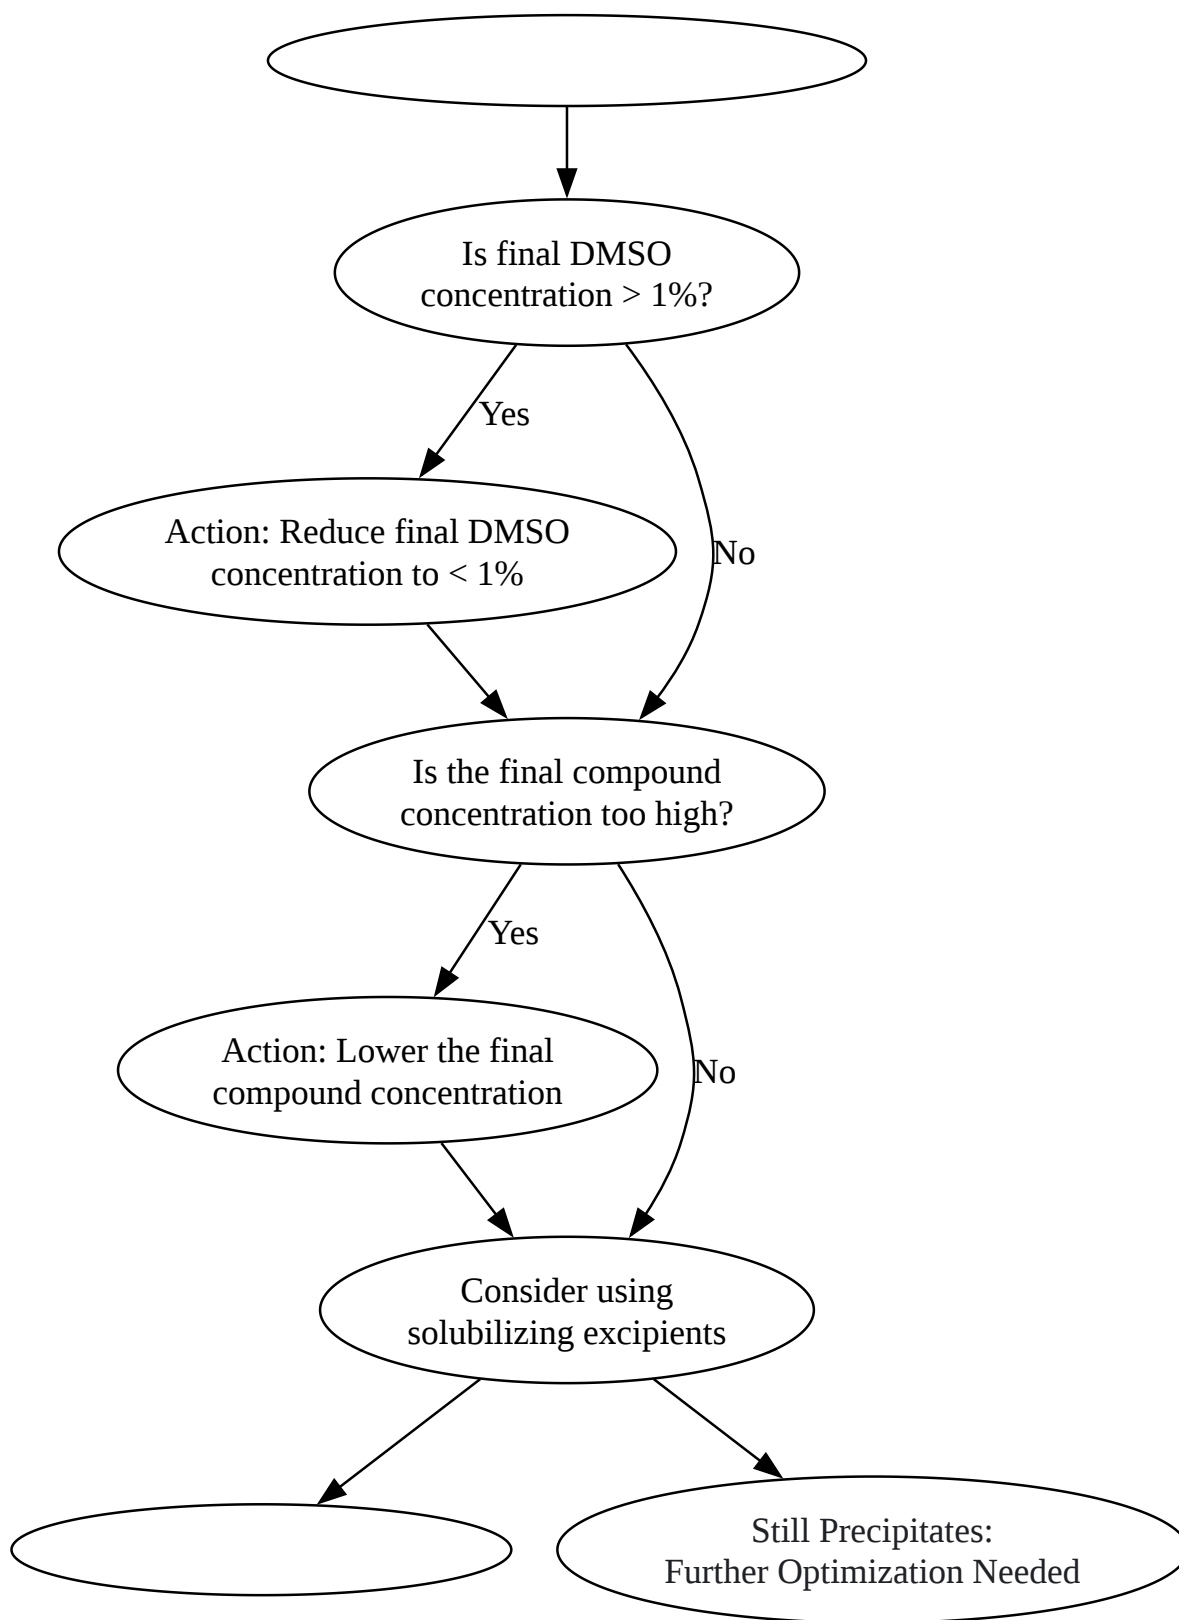 Is final DMSO
concentration > 1%?
Yes
Action: Reduce final DMSO
concentration to < 1%
No
Is the final compound
concentration too high?
Yes
Action: Lower the final
compound concentration
No
Consider using
solubilizing excipients
Still Precipitates:
Further Optimization Needed